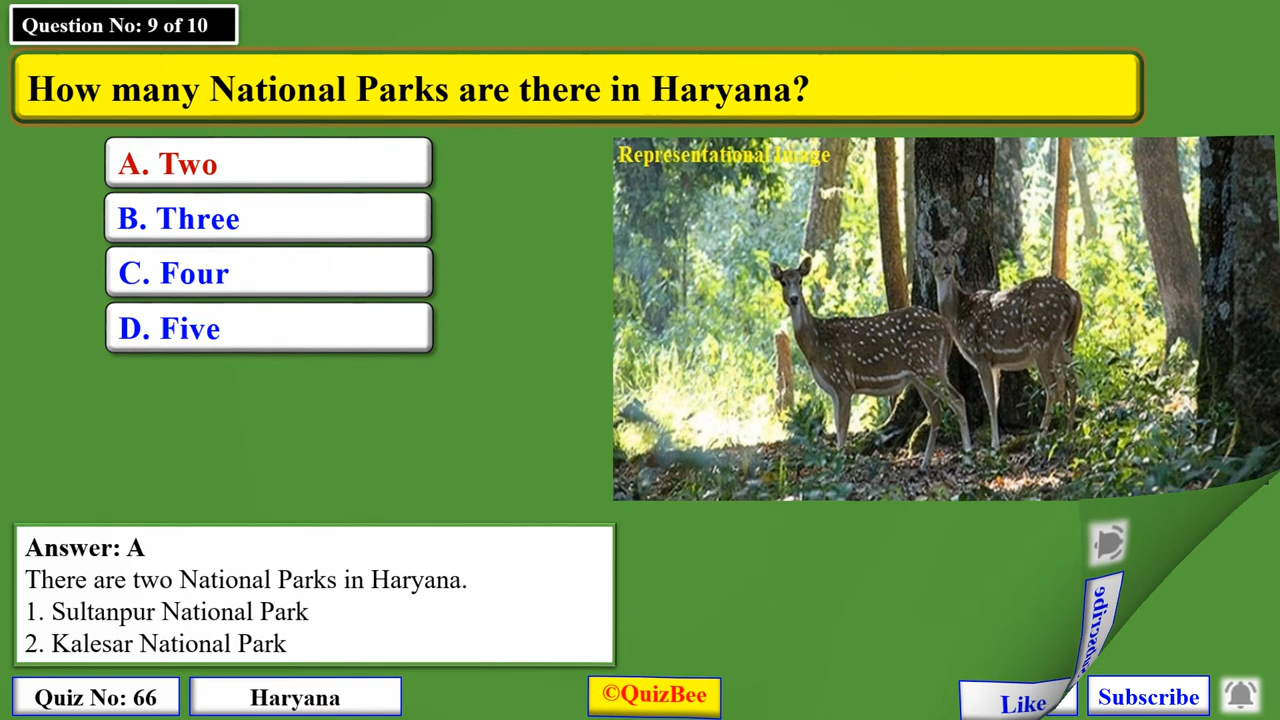 Question No: 9 of 10
How many National Parks are there in Haryana?
A. Two
B. Three
C. Four
D. Five
Representational Image
Answer: A
There are two National Parks in Haryana.
1. Sultanpur National Park
2. Kalesar National Park
Subscribe
Quiz No: 66
Haryana
©QuizBee
Like
Subscribe